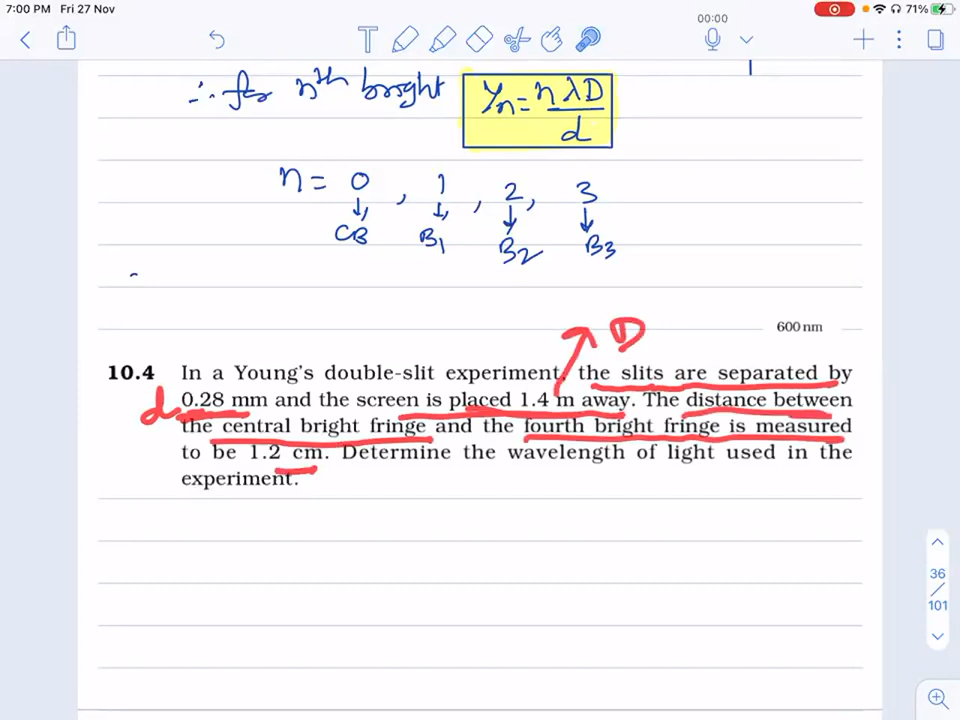 7:00 PM Fri 27 Nov
71%
00:00
T
∴ for nth bright Yn = nλD/d
n = 0, 1, 2, 3
CB B1 B2 B3
600 nm
D
10.4 In a Young's double-slit experiment, the slits are separated by
d 0.28 mm and the screen is placed 1.4 m away. The distance between
the central bright fringe and the fourth bright fringe is measured
to be 1.2 cm. Determine the wavelength of light used in the
experiment.
36
/
101